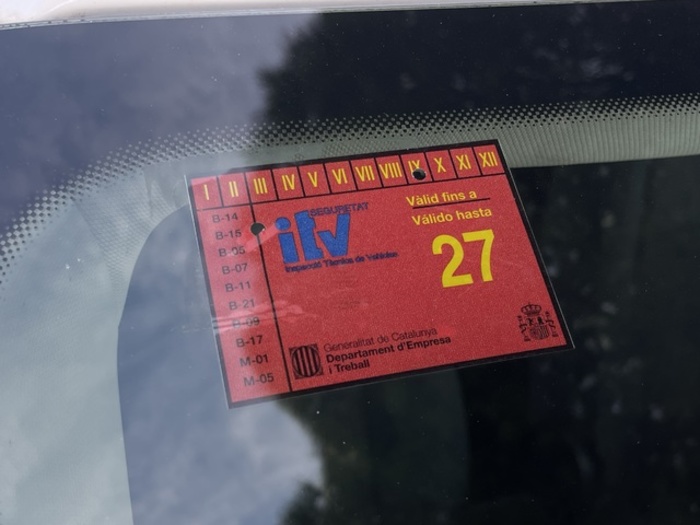 I II III IV V VI VII VIII IX X XI XII
B-14
B-15
B-05
B-07
B-11
B-21
B-09
B-17
M-01
M-05
SEGURETAT
itv
Inspecció Tècnica de Vehicles
Vàlid fins a
Válido hasta
27
Generalitat de Catalunya
Departament d'Empresa
i Treball